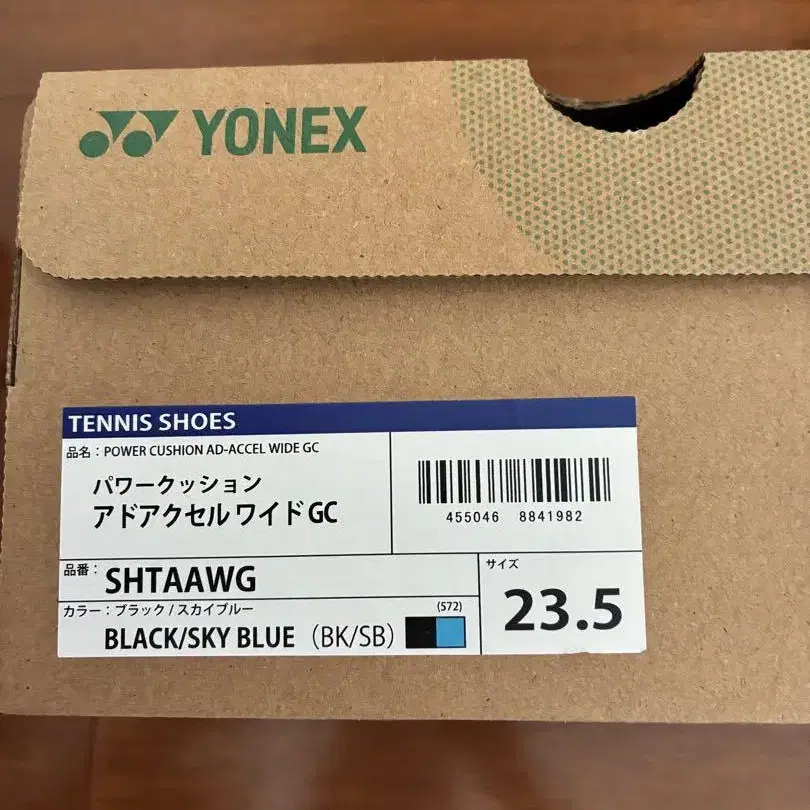 YONEX
TENNIS SHOES
品名：POWER CUSHION AD-ACCEL WIDE GC
パワークッション
アドアクセル ワイド GC
455046 8841982
品番：
SHTAAWG
サイズ
23.5
カラー：ブラック / スカイブルー
(572)
BLACK/SKY BLUE （BK/SB）